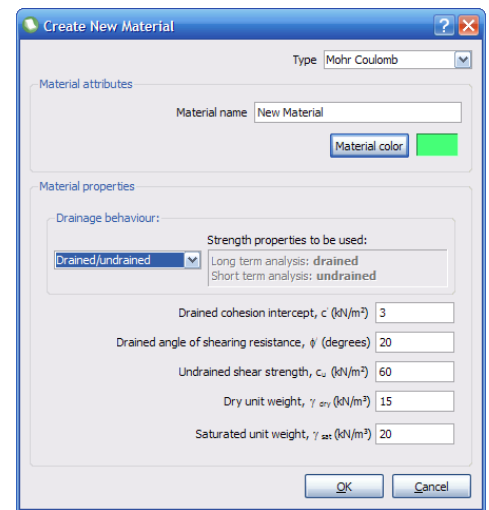 Create New Material
Type Mohr Coulomb
Material attributes
Material name New Material
Material color
Material properties
Drainage behaviour:
Strength properties to be used:
Drained/undrained
Long term analysis: drained
Short term analysis: undrained
Drained cohesion intercept, c' (kN/m²) 3
Drained angle of shearing resistance, ϕ' (degrees) 20
Undrained shear strength, cᵤ (kN/m²) 60
Dry unit weight, γ dry (kN/m³) 15
Saturated unit weight, γ sat (kN/m³) 20
OK Cancel